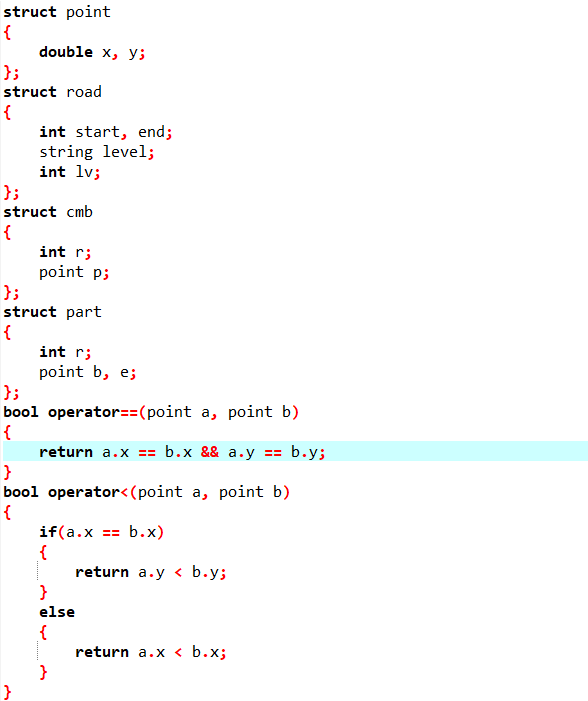 struct point
{
    double x, y;
};
struct road
{
    int start, end;
    string level;
    int lv;
};
struct cmb
{
    int r;
    point p;
};
struct part
{
    int r;
    point b, e;
};
bool operator==(point a, point b)
{
    return a.x == b.x && a.y == b.y;
}
bool operator<(point a, point b)
{
    if(a.x == b.x)
    {
        return a.y < b.y;
    }
    else
    {
        return a.x < b.x;
    }
}